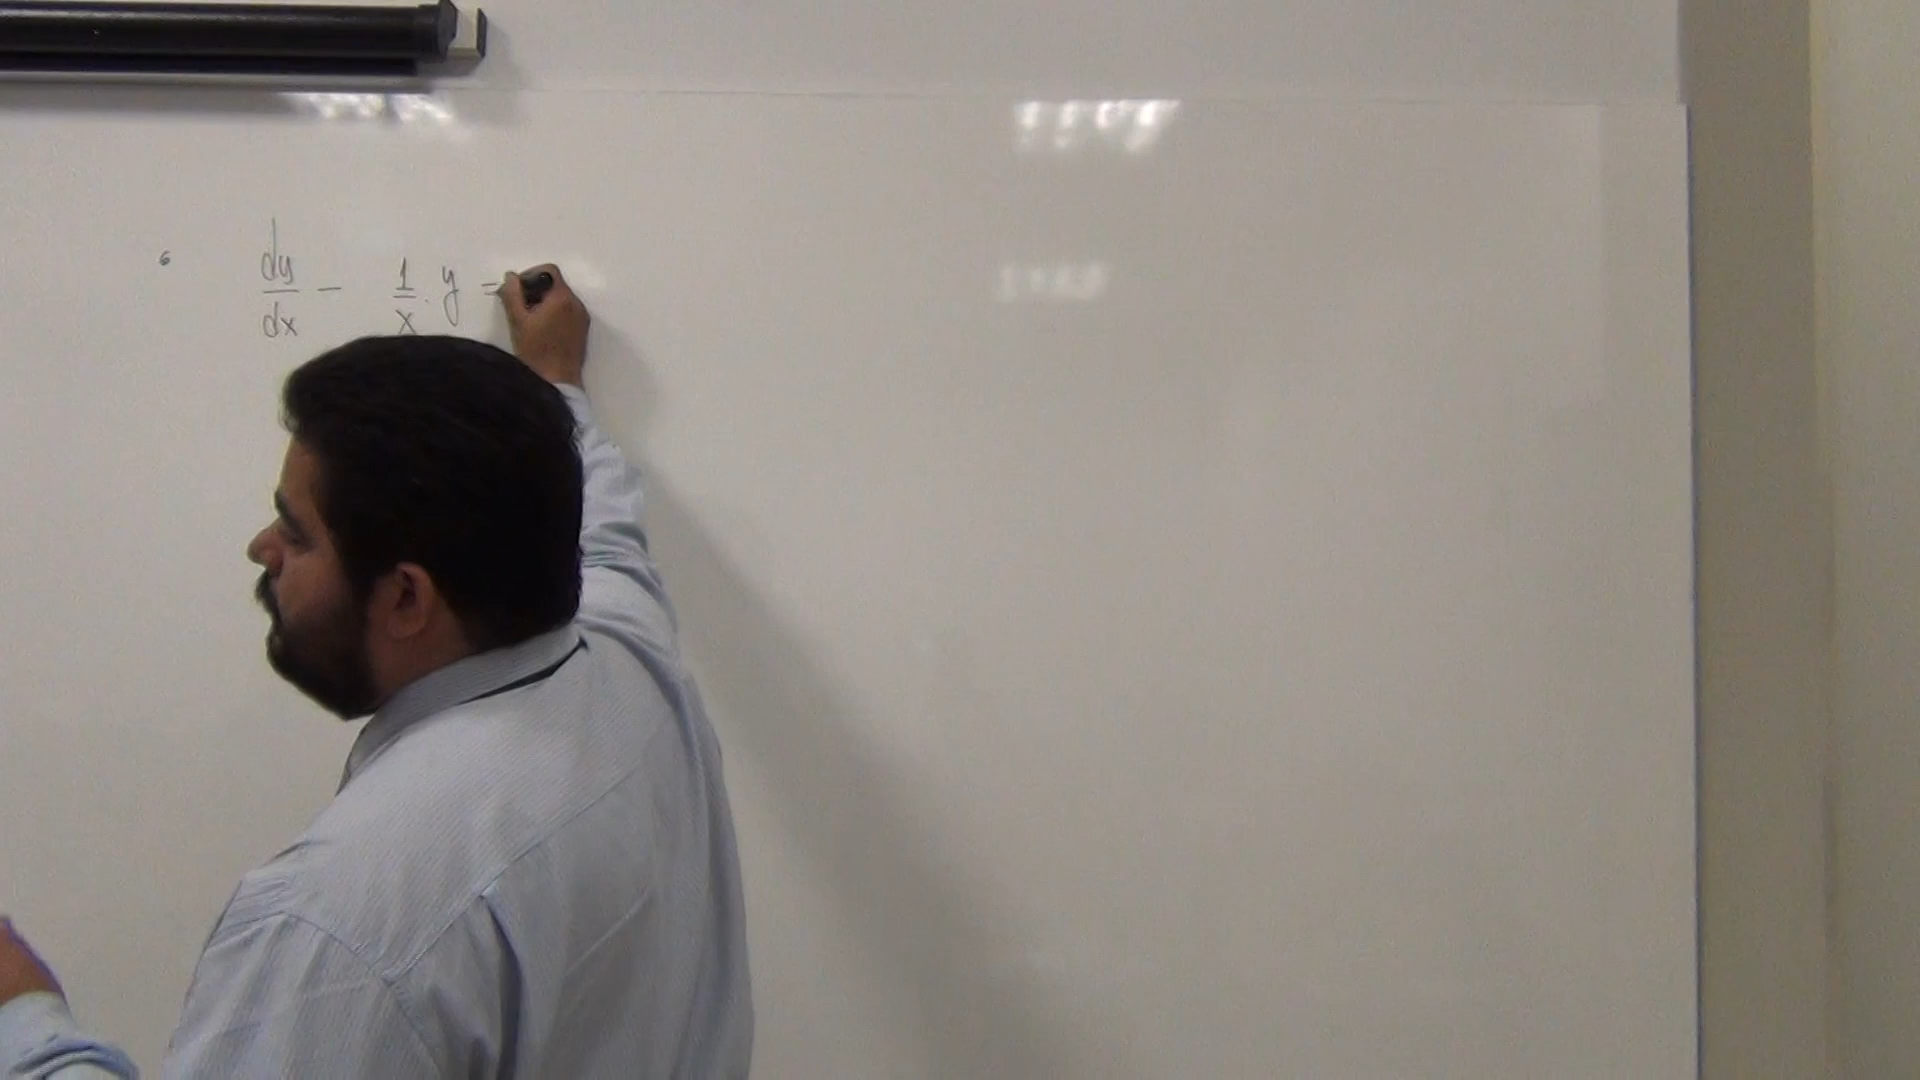 6 dy/dx - 1/x . y =